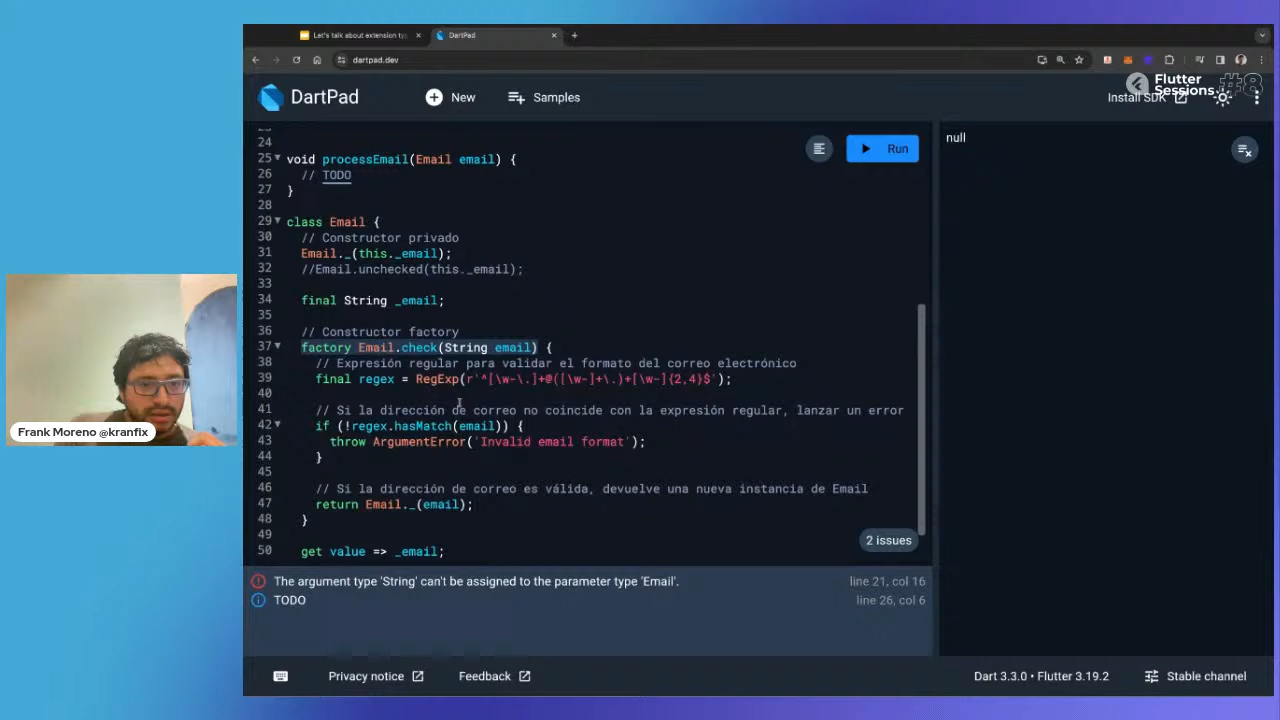 Let's talk about extension ty
DartPad
dartpad.dev
Flutter
Sessions
#8
DartPad
New
Samples
Install SDK
24
25 void processEmail(Email email) {
26 // TODO
27 }
28
29 class Email {
30 // Constructor privado
31 Email._(this._email);
32 //Email.unchecked(this._email);
33
34 final String _email;
35
36 // Constructor factory
37 factory Email.check(String email) {
38 // Expresión regular para validar el formato del correo electrónico
39 final regex = RegExp(r'^[\w-\.]+@([\w-]+\.)+[\w-]{2,4}$');
40
41 // Si la dirección de correo no coincide con la expresión regular, lanzar un error
42 if (!regex.hasMatch(email)) {
43 throw ArgumentError('Invalid email format');
44 }
45
46 // Si la dirección de correo es válida, devuelve una nueva instancia de Email
47 return Email._(email);
48 }
49
50 get value => _email;
Run
null
2 issues
The argument type 'String' can't be assigned to the parameter type 'Email'. line 21, col 16
TODO line 26, col 6
Privacy notice
Feedback
Dart 3.3.0 • Flutter 3.19.2
Stable channel
Frank Moreno @kranfix